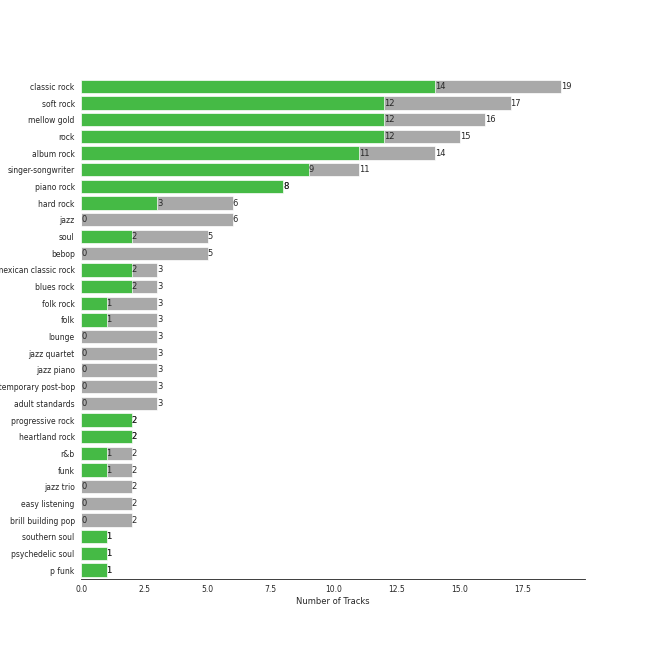 classic rock 14 19
soft rock 12 17
mellow gold 12 16
rock 12 15
album rock 11 14
singer-songwriter 9 11
piano rock 8
hard rock 3 6
jazz 0 6
soul 2 5
bebop 0 5
mexican classic rock 2 3
blues rock 2 3
folk rock 1 3
folk 1 3
lounge 0 3
jazz quartet 0 3
jazz piano 0 3
temporary post-bop 0 3
adult standards 0 3
progressive rock 2
heartland rock 2
r&b 1 2
funk 1 2
jazz trio 0 2
easy listening 0 2
brill building pop 0 2
southern soul 1
psychedelic soul 1
p funk 1
0.0 2.5 5.0 7.5 10.0 12.5 15.0 17.5
Number of Tracks